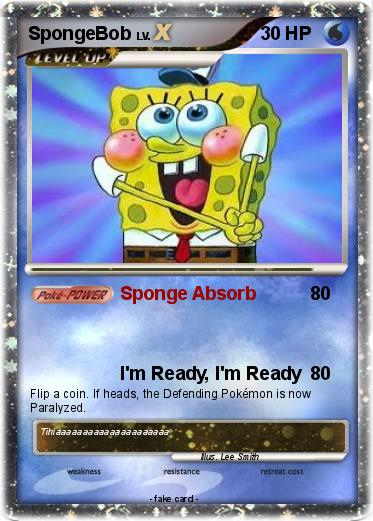 SpongeBob LV. X 30 HP
LEVEL UP
Poké-POWER Sponge Absorb 80
I'm Ready, I'm Ready 80
Flip a coin. If heads, the Defending Pokémon is now
Paralyzed.
Tihiaaaaaaaaaaaaaaaaaaaaa
Illus. Lee Smith
weakness resistance retreat cost
- fake card -